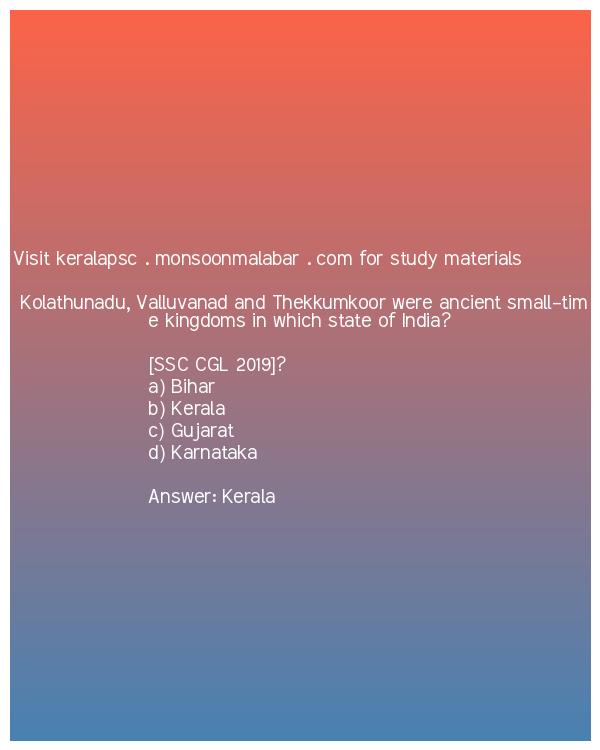 Visit keralapsc . monsoonmalabar . com for study materials
Kolathunadu, Valluvanad and Thekkumkoor were ancient small-tim
e kingdoms in which state of India?
[SSC CGL 2019]?
a) Bihar
b) Kerala
c) Gujarat
d) Karnataka
Answer: Kerala